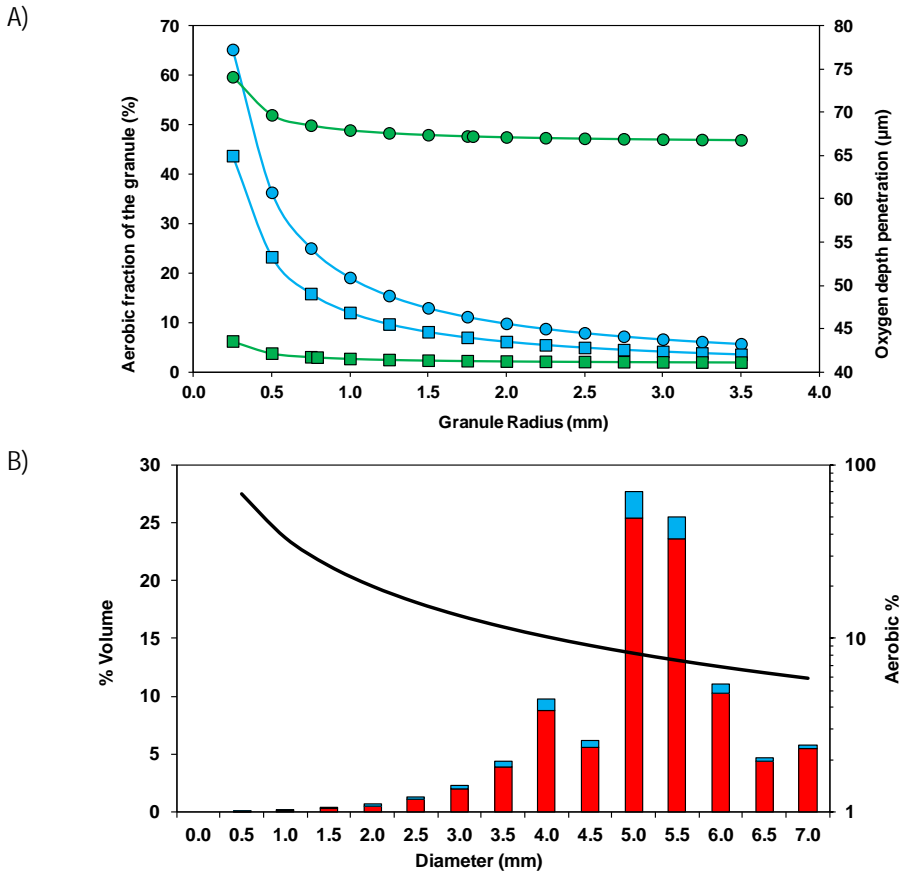 A)
70
60
50
40
30
20
10
0
Aerobic fraction of the granule (%)
80
75
70
65
60
55
50
45
40
Oxygen depth penetration (µm)
0.0 0.5 1.0 1.5 2.0 2.5 3.0 3.5 4.0
Granule Radius (mm)
B)
30
25
20
15
10
5
0
% Volume
100
10
1
Aerobic %
0.0 0.5 1.0 1.5 2.0 2.5 3.0 3.5 4.0 4.5 5.0 5.5 6.0 6.5 7.0
Diameter (mm)